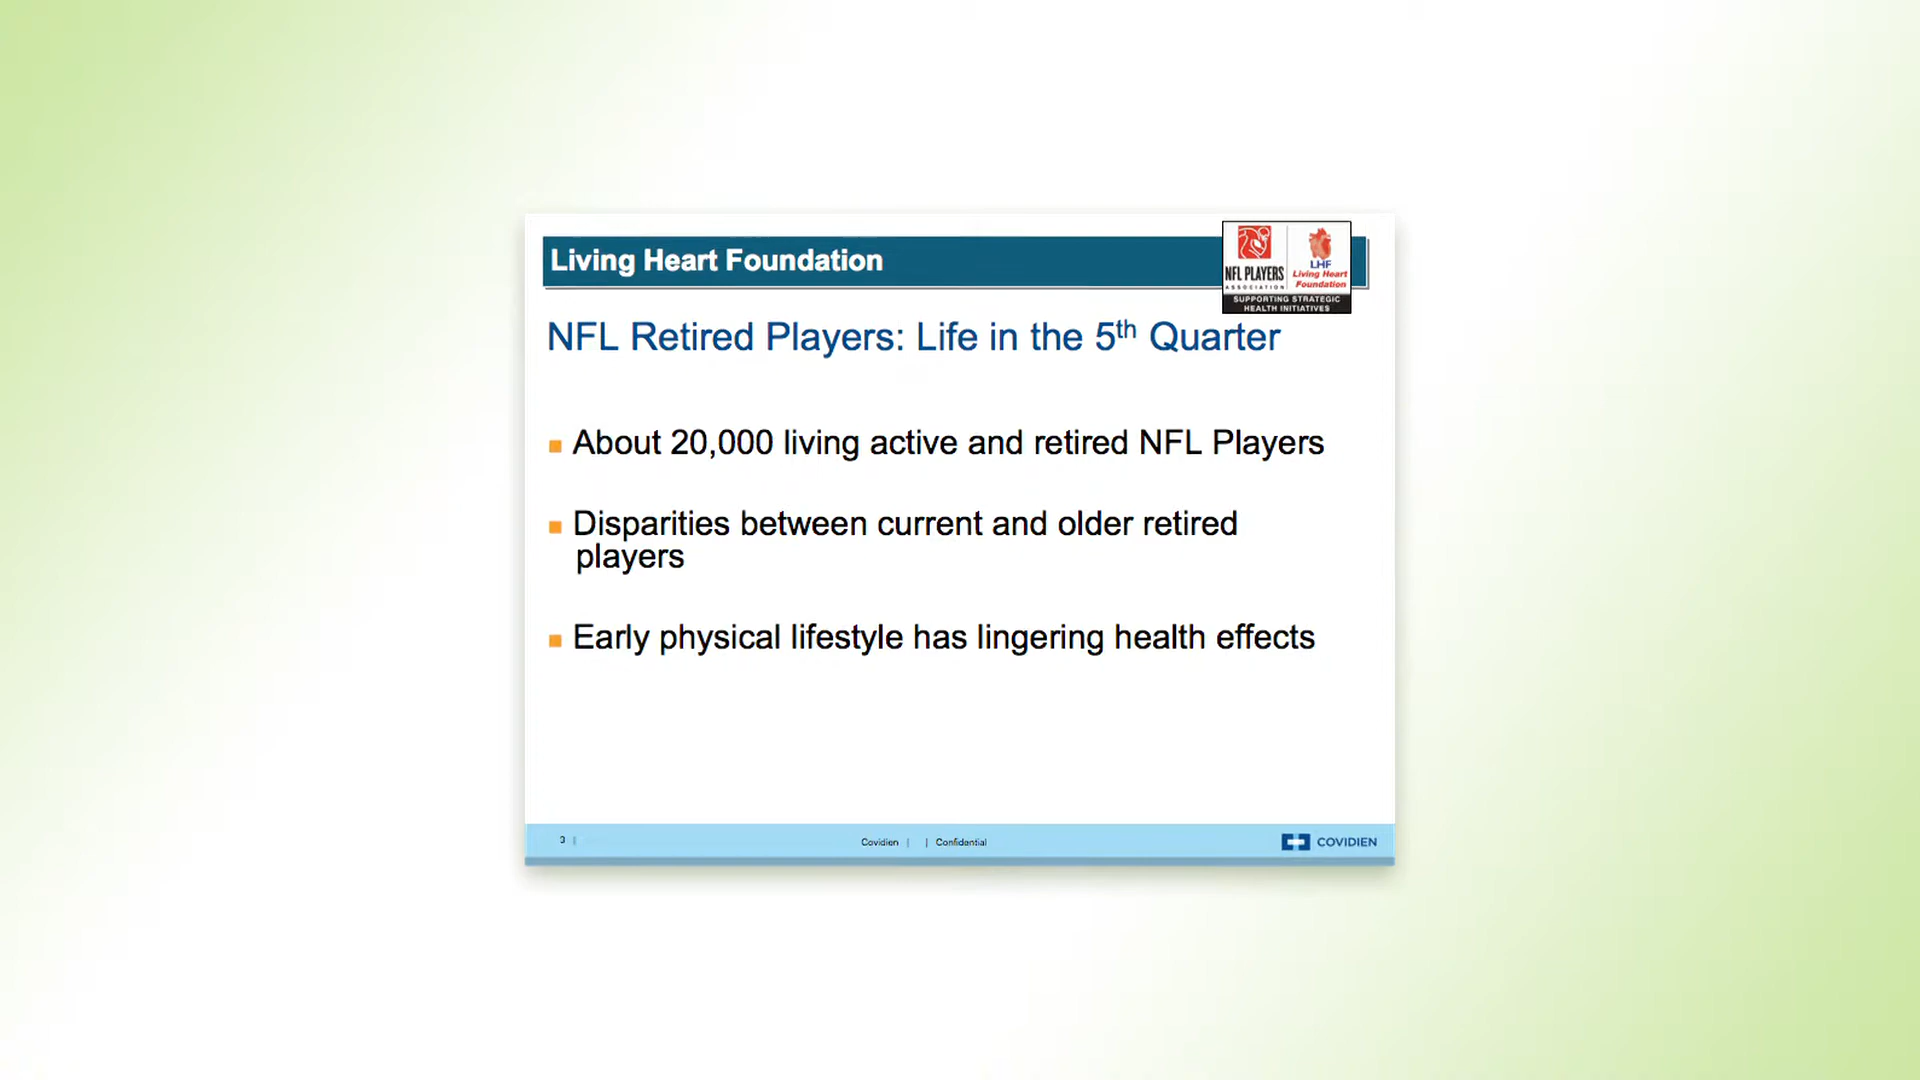 Living Heart Foundation
NFL PLAYERS
ASSOCIATION
LHF
Living Heart
Foundation
SUPPORTING STRATEGIC
HEALTH INITIATIVES
NFL Retired Players: Life in the 5th Quarter
About 20,000 living active and retired NFL Players
Disparities between current and older retired
players
Early physical lifestyle has lingering health effects
3 |
Covidien | | Confidential
COVIDIEN